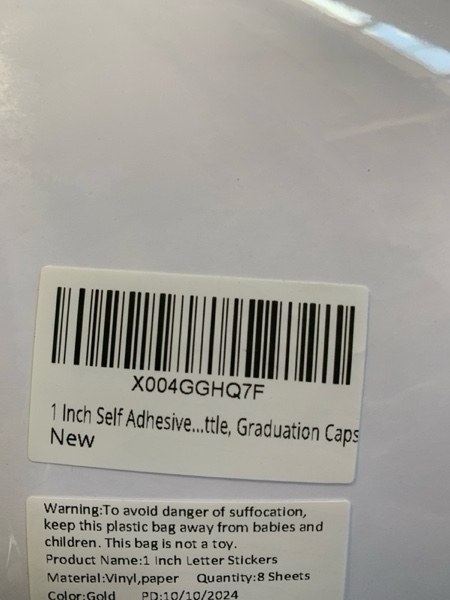 X004GGHQ7F
1 Inch Self Adhesive...ttle, Graduation Caps
New
Warning:To avoid danger of suffocation,
keep this plastic bag away from babies and
children. This bag is not a toy.
Product Name:1 Inch Letter Stickers
Material:Vinyl,paper Quantity:8 Sheets
Color:Gold PD:10/10/2024